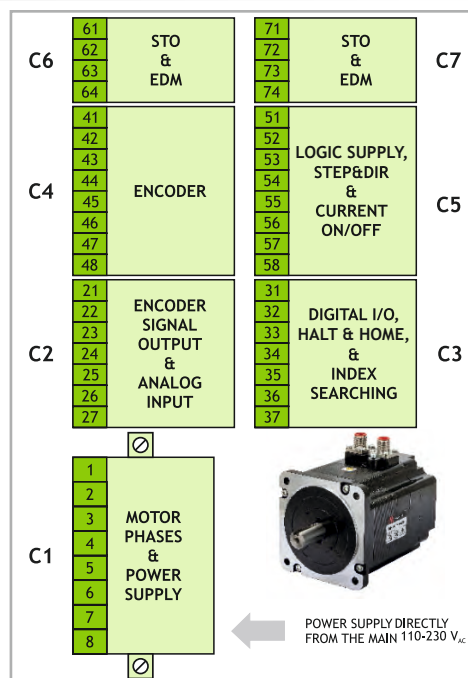 C6
61
62
63
64
STO
&
EDM
71
72
73
74
STO
&
EDM
C7
C4
41
42
43
44
45
46
47
48
ENCODER
51
52
53
54
55
56
57
58
LOGIC SUPPLY,
STEP&DIR
&
CURRENT
ON/OFF
C5
C2
21
22
23
24
25
26
27
ENCODER
SIGNAL
OUTPUT
&
ANALOG
INPUT
31
32
33
34
35
36
37
DIGITAL I/O,
HALT & HOME,
&
INDEX
SEARCHING
C3
C1
1
2
3
4
5
6
7
8
MOTOR
PHASES
&
POWER
SUPPLY
POWER SUPPLY DIRECTLY
FROM THE MAIN 110-230 VAC